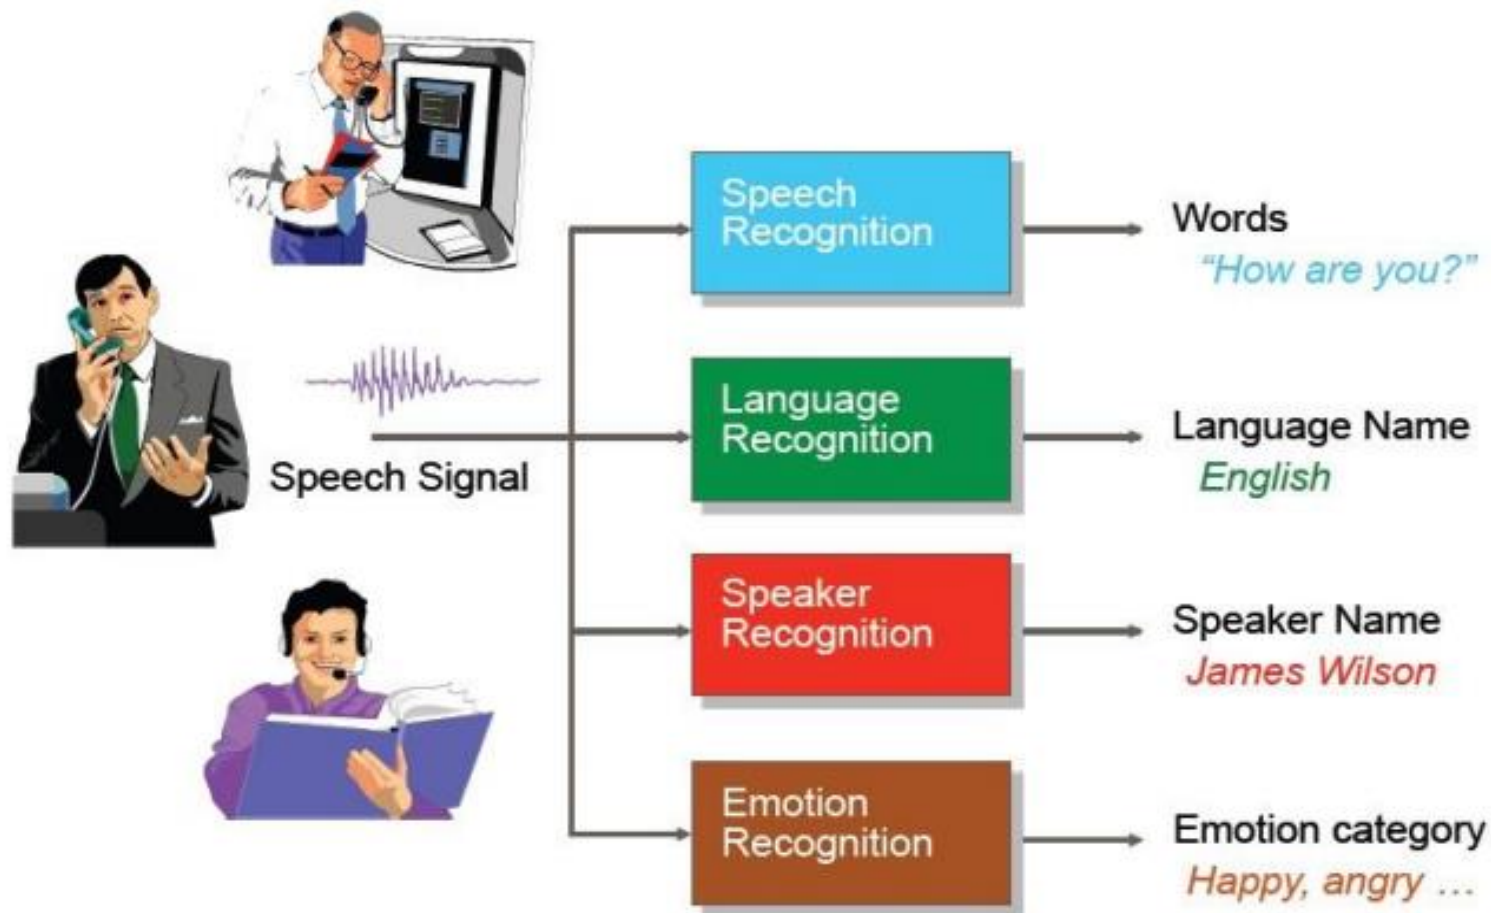 Speech
Recognition
Words
“How are you?”
Speech Signal
Language
Recognition
Language Name
English
Speaker
Recognition
Speaker Name
James Wilson
Emotion
Recognition
Emotion category
Happy, angry …